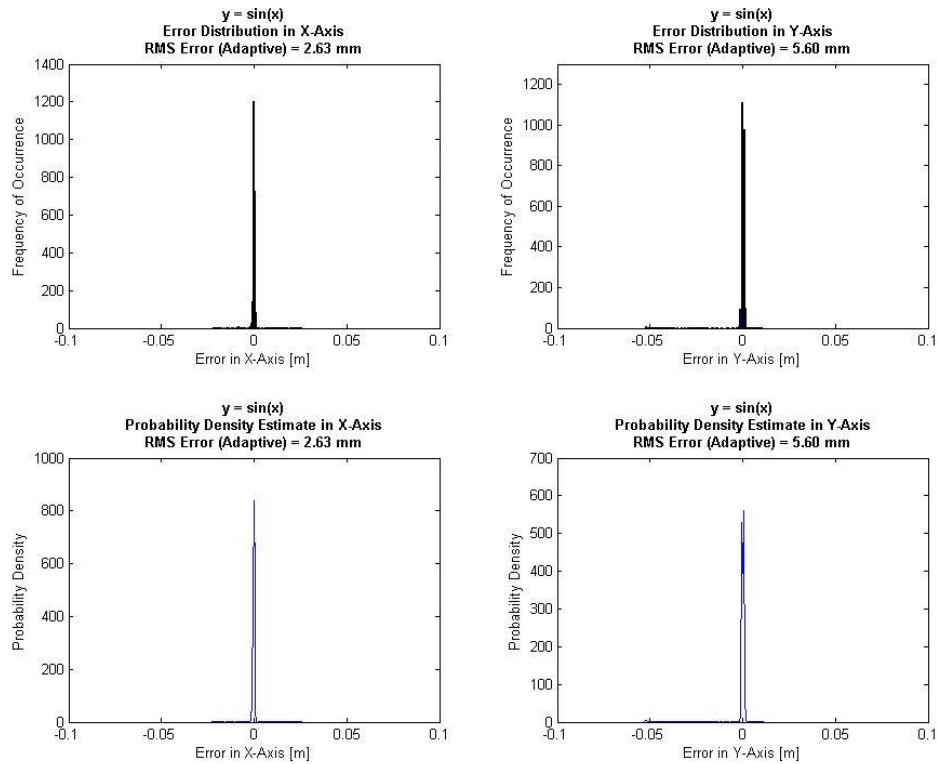 y = sin(x)
Error Distribution in X-Axis
RMS Error (Adaptive) = 2.63 mm
1400
1200
1000
800
600
400
200
0
-0.1
-0.05
0
0.05
0.1
Frequency of Occurrence
Error in X-Axis [m]
y = sin(x)
Error Distribution in Y-Axis
RMS Error (Adaptive) = 5.60 mm
1200
1000
800
600
400
200
0
-0.1
-0.05
0
0.05
0.1
Frequency of Occurrence
Error in Y-Axis [m]
y = sin(x)
Probability Density Estimate in X-Axis
RMS Error (Adaptive) = 2.63 mm
1000
800
600
400
200
0
-0.1
-0.05
0
0.05
0.1
Probability Density
Error in X-Axis [m]
y = sin(x)
Probability Density Estimate in Y-Axis
RMS Error (Adaptive) = 5.60 mm
700
600
500
400
300
200
100
0
-0.1
-0.05
0
0.05
0.1
Probability Density
Error in Y-Axis [m]